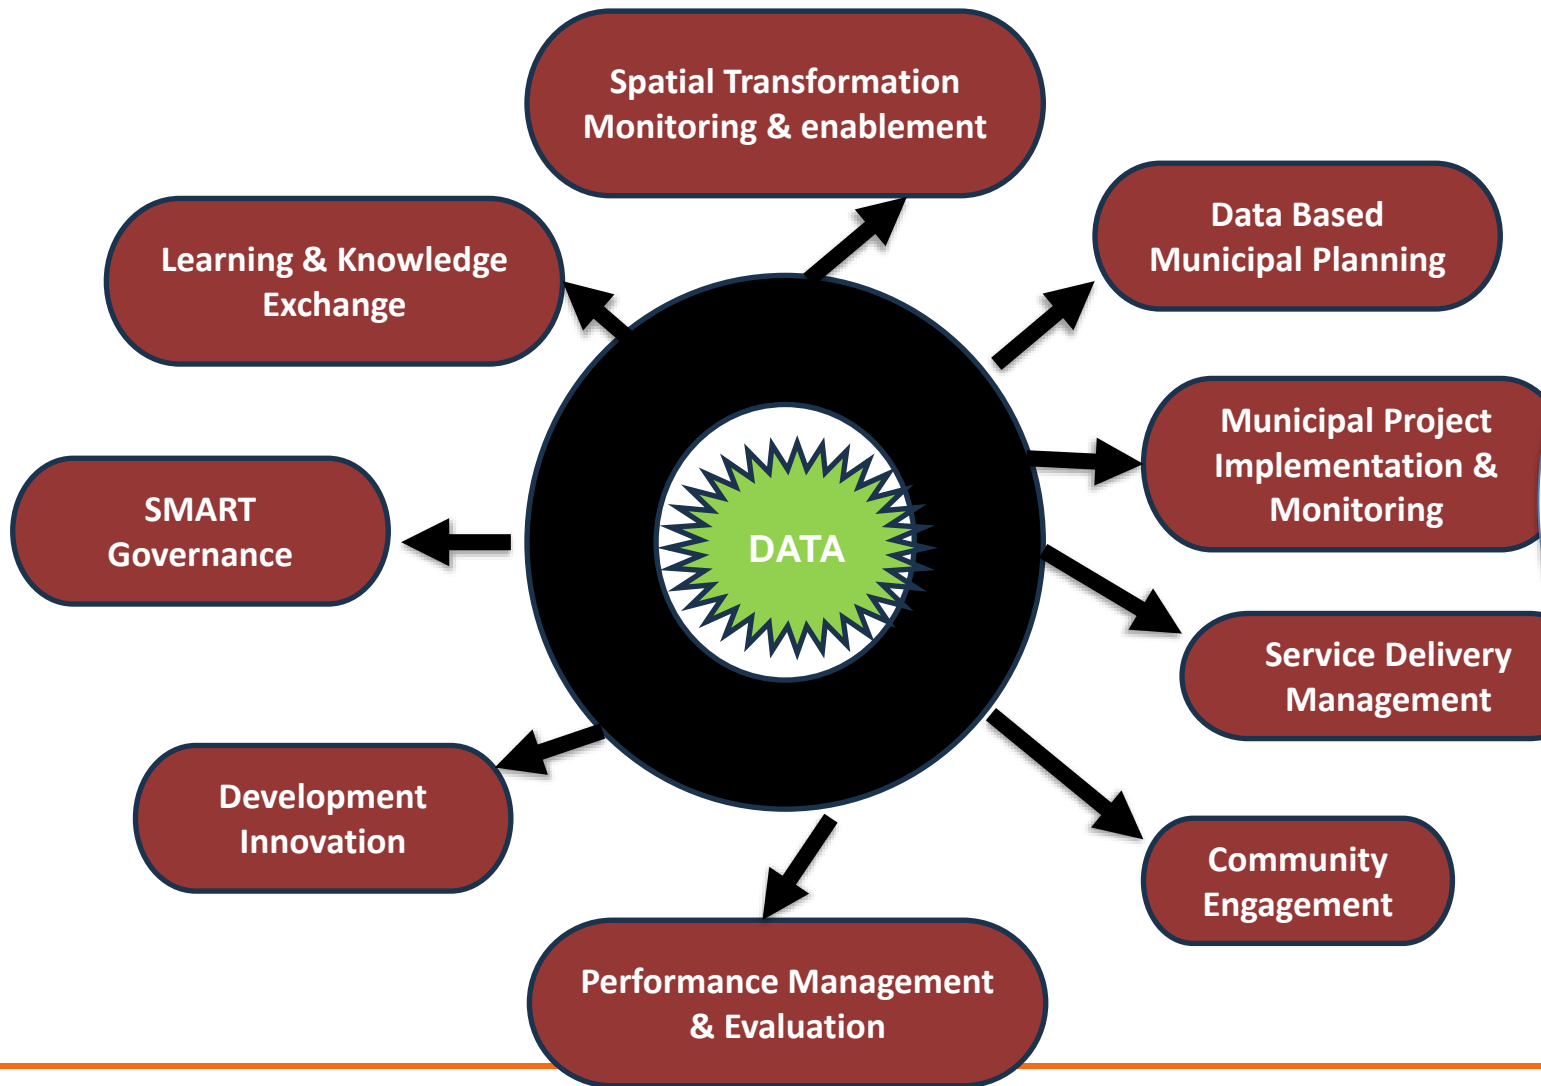 Spatial Transformation
Monitoring & enablement
Data Based
Municipal Planning
Learning & Knowledge
Exchange
Municipal Project
Implementation &
Monitoring
SMART
Governance
DATA
Service Delivery
Management
Development
Innovation
Community
Engagement
Performance Management
& Evaluation